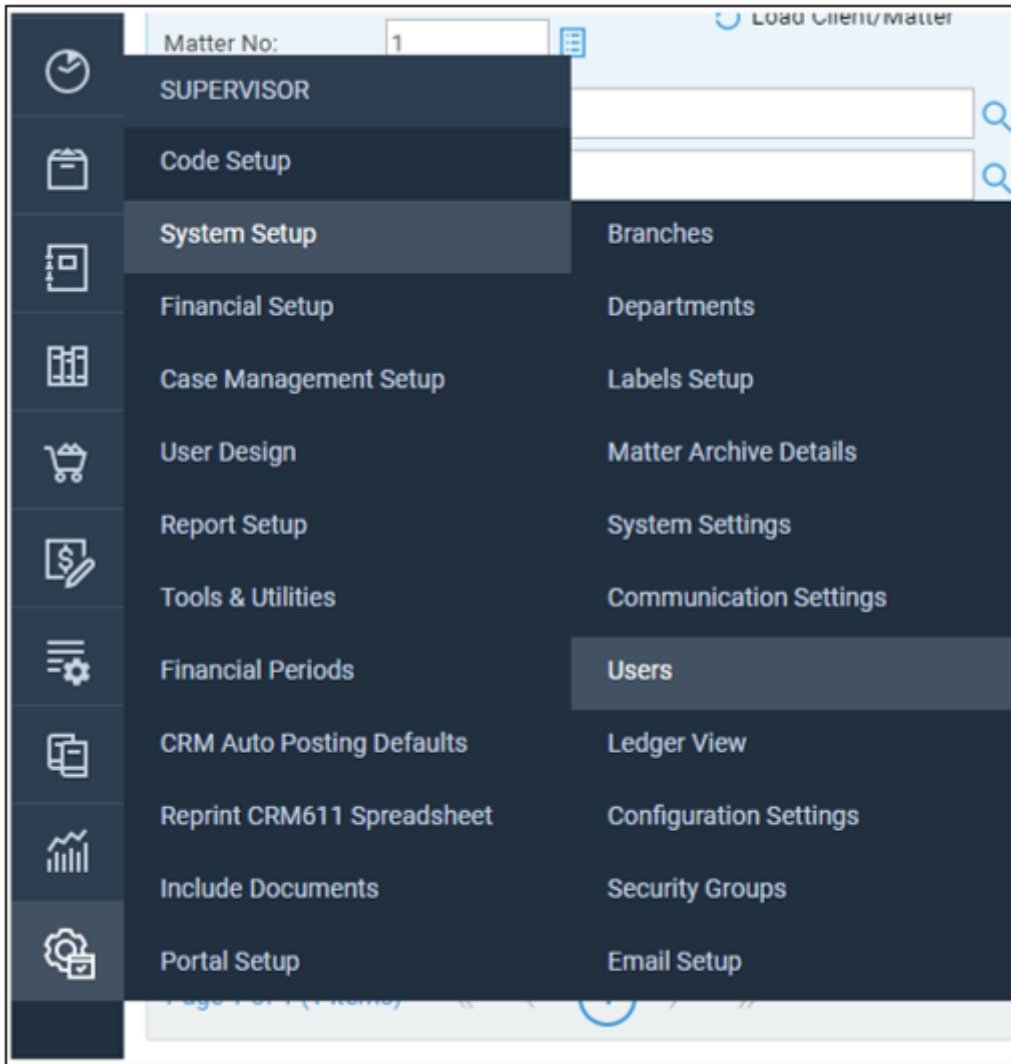 Load Client/Matter
Matter No: 1
SUPERVISOR
Code Setup
System Setup
Financial Setup
Case Management Setup
User Design
Report Setup
Tools & Utilities
Financial Periods
CRM Auto Posting Defaults
Reprint CRM611 Spreadsheet
Include Documents
Portal Setup
Branches
Departments
Labels Setup
Matter Archive Details
System Settings
Communication Settings
Users
Ledger View
Configuration Settings
Security Groups
Email Setup